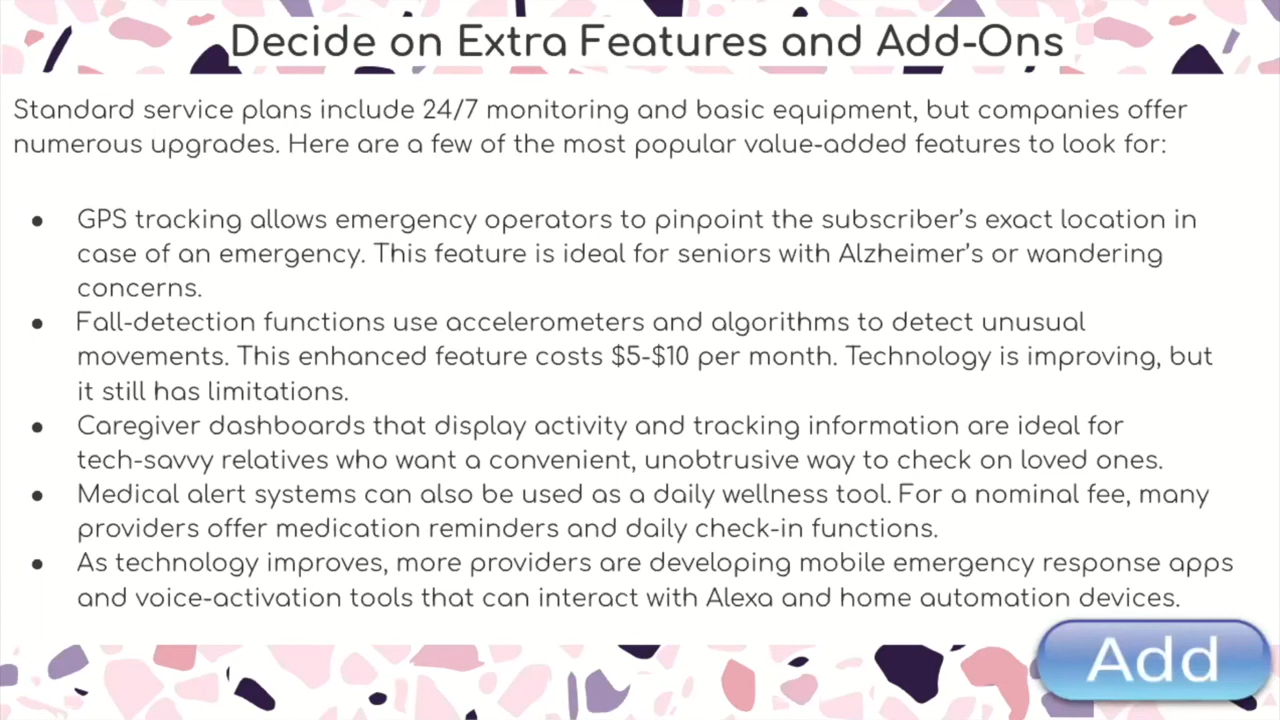 Decide on Extra Features and Add-Ons
Standard service plans include 24/7 monitoring and basic equipment, but companies offer
numerous upgrades. Here are a few of the most popular value-added features to look for:
● GPS tracking allows emergency operators to pinpoint the subscriber's exact location in
case of an emergency. This feature is ideal for seniors with Alzheimer's or wandering
concerns.
● Fall-detection functions use accelerometers and algorithms to detect unusual
movements. This enhanced feature costs $5-$10 per month. Technology is improving, but
it still has limitations.
● Caregiver dashboards that display activity and tracking information are ideal for
tech-savvy relatives who want a convenient, unobtrusive way to check on loved ones.
● Medical alert systems can also be used as a daily wellness tool. For a nominal fee, many
providers offer medication reminders and daily check-in functions.
● As technology improves, more providers are developing mobile emergency response apps
and voice-activation tools that can interact with Alexa and home automation devices.
Add